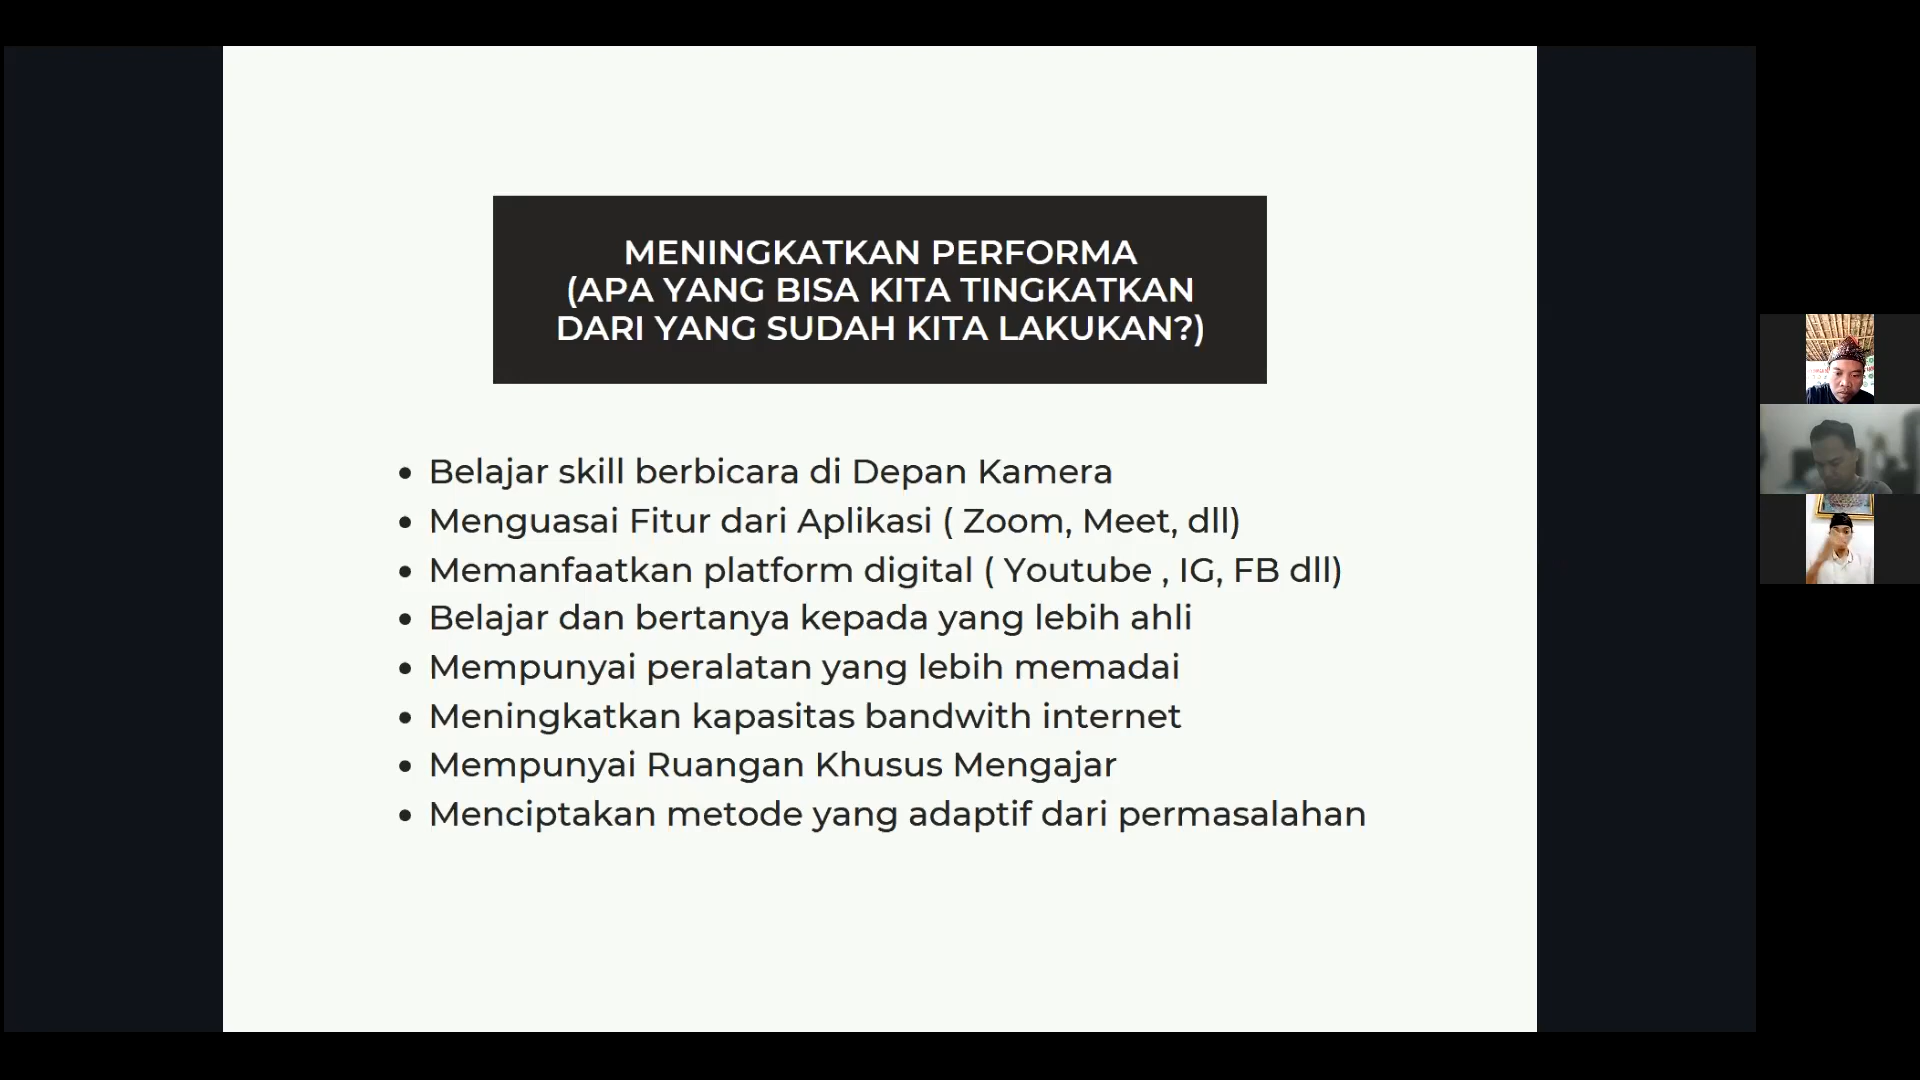 MENINGKATKAN PERFORMA
(APA YANG BISA KITA TINGKATKAN
DARI YANG SUDAH KITA LAKUKAN?)
• Belajar skill berbicara di Depan Kamera
• Menguasai Fitur dari Aplikasi ( Zoom, Meet, dll)
• Memanfaatkan platform digital ( Youtube , IG, FB dll)
• Belajar dan bertanya kepada yang lebih ahli
• Mempunyai peralatan yang lebih memadai
• Meningkatkan kapasitas bandwith internet
• Mempunyai Ruangan Khusus Mengajar
• Menciptakan metode yang adaptif dari permasalahan